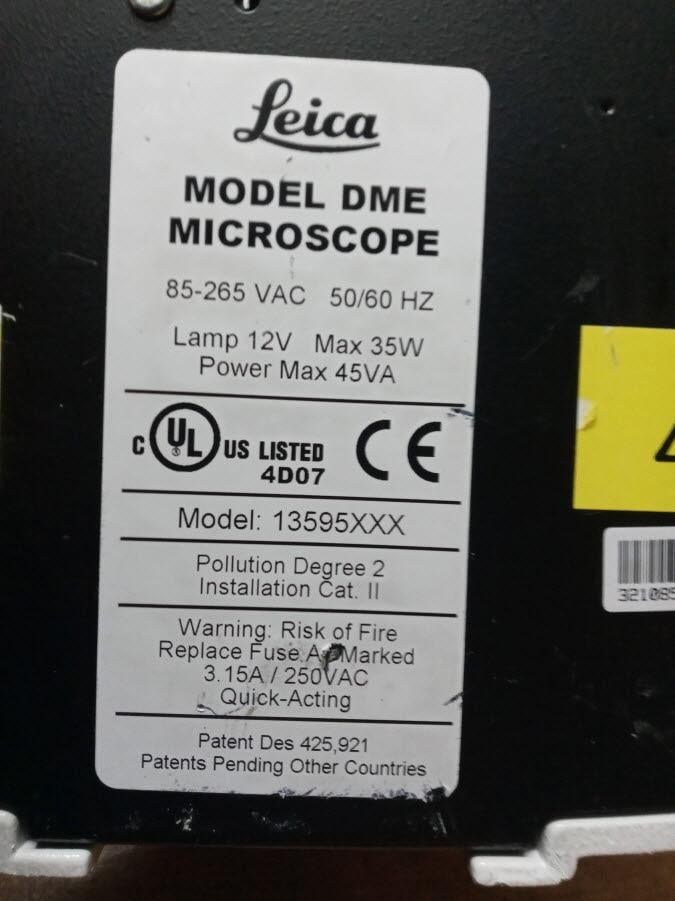 Leica
MODEL DME
MICROSCOPE
85-265 VAC 50/60 HZ
Lamp 12V Max 35W
Power Max 45VA
C UL ® US LISTED
4D07
CE
Model: 13595XXX
Pollution Degree 2
Installation Cat. II
Warning: Risk of Fire
Replace Fuse As Marked
3.15A / 250VAC
Quick-Acting
Patent Des 425,921
Patents Pending Other Countries